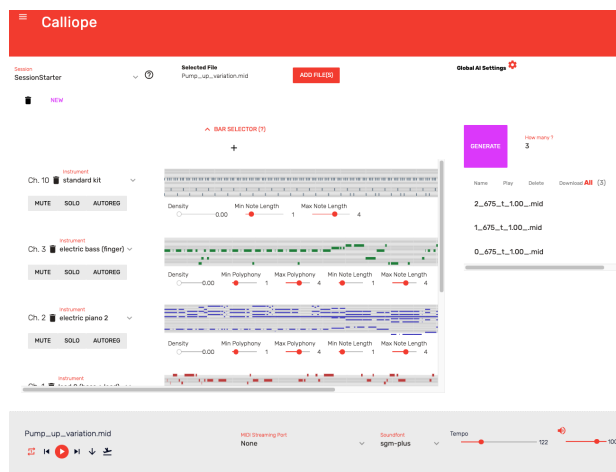 Calliope
Session
SessionStarter
Selected File
Pump_up_variation.mid
ADD FILE(S)
Global AI Settings
NEW
BAR SELECTOR (7)
+
GENERATE
How many ?
3
Name Play Delete Download All (3)
2_675_t_1.00_.mid
1_675_t_1.00_.mid
0_675_t_1.00_.mid
Ch. 10
Instrument
standard kit
MUTE SOLO AUTOREG
Density 0.00
Min Note Length 1
Max Note Length 4
Ch. 3
Instrument
electric bass (finger)
MUTE SOLO AUTOREG
Density 0.00
Min Polyphony 1
Max Polyphony 4
Min Note Length 1
Max Note Length 4
Ch. 2
Instrument
electric piano 2
MUTE SOLO AUTOREG
Density 0.00
Min Polyphony 1
Max Polyphony 4
Min Note Length 1
Max Note Length 4
Instrument
Pump_up_variation.mid
MIDI Streaming Port
None
Soundfont
sgm-plus
Tempo
122
100